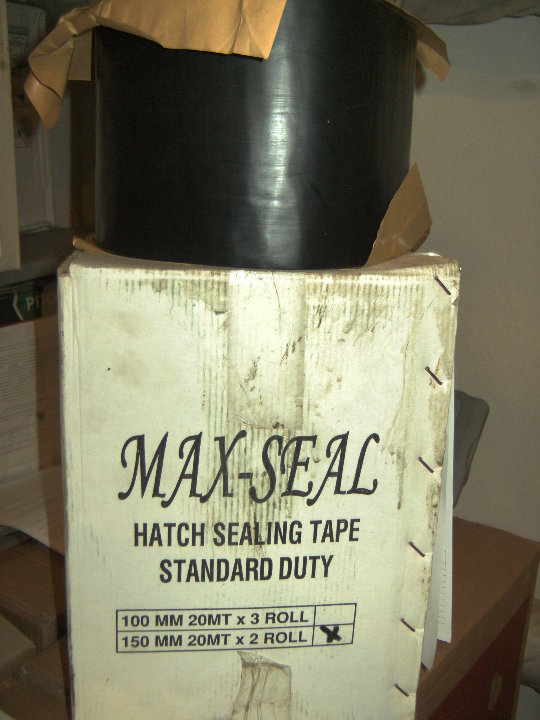 MAX-SEAL
HATCH SEALING TAPE
STANDARD DUTY
100 MM 20MT x 3 ROLL
150 MM 20MT x 2 ROLL X